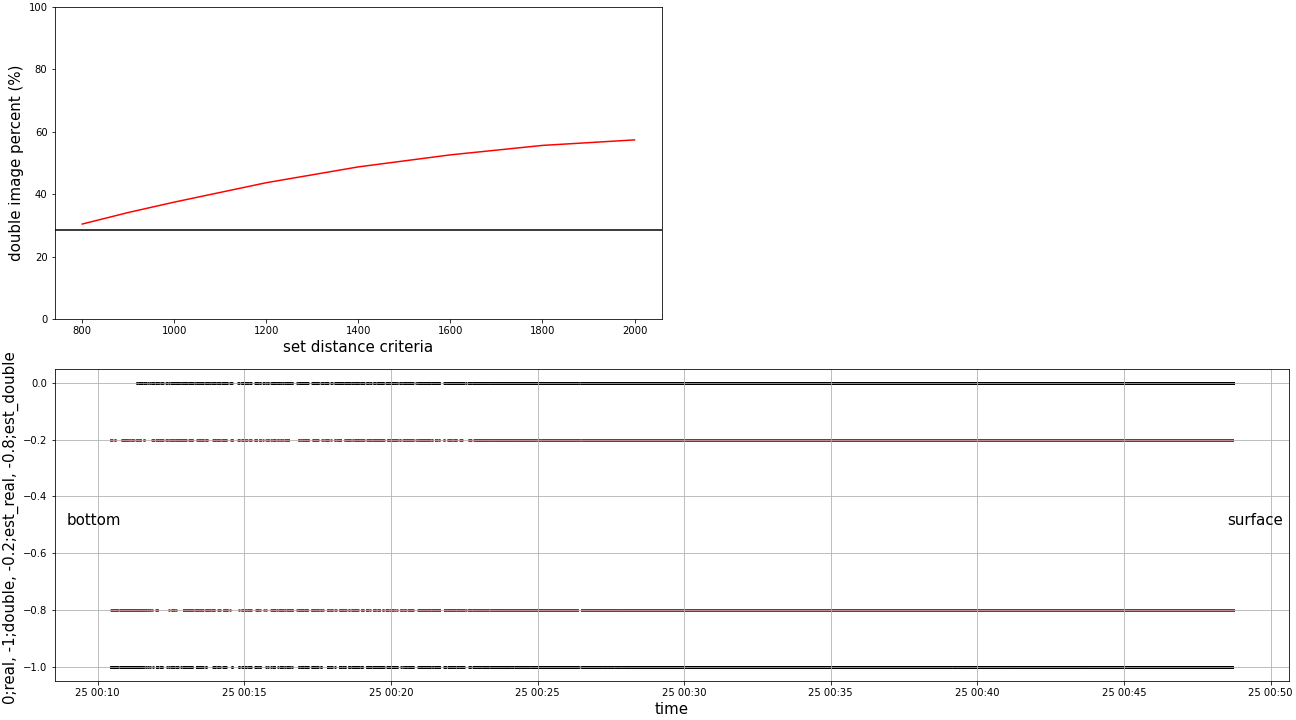 100
80
60
40
20
0
double image percent (%)
800 1000 1200 1400 1600 1800 2000
set distance criteria
0;real, -1;double, -0.2;est_real, -0.8;est_double
0.0
−0.2
−0.4
−0.6
−0.8
−1.0
bottom
surface
25 00:10 25 00:15 25 00:20 25 00:25 25 00:30 25 00:35 25 00:40 25 00:45 25 00:50
time